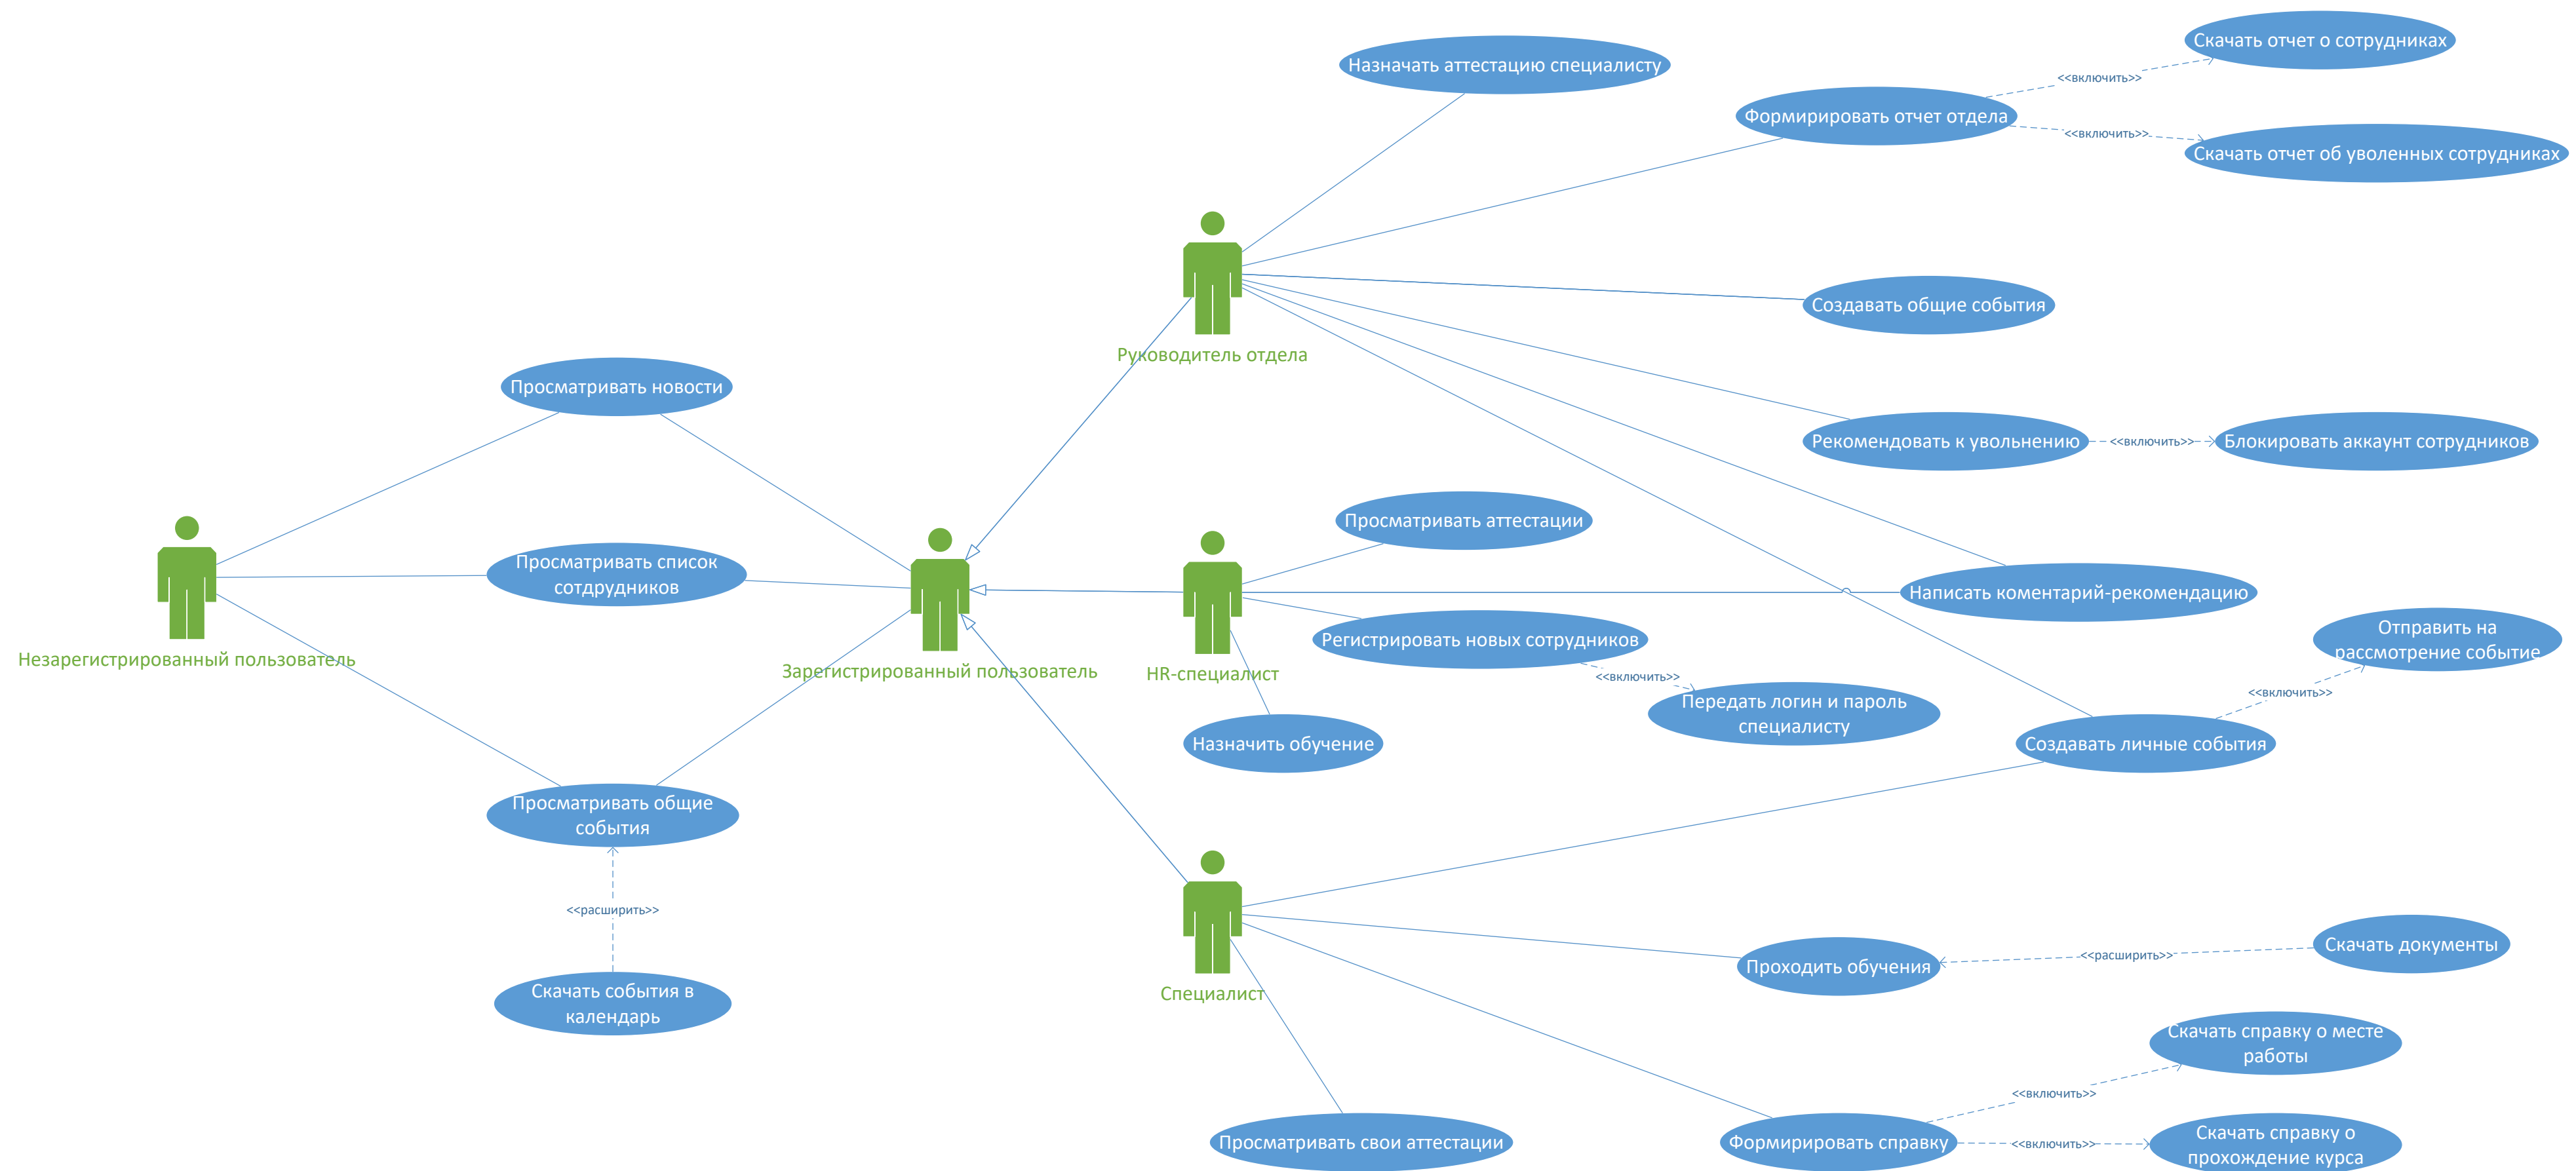 Скачать отчет о сотрудниках
Назначать аттестацию специалисту
<<включить>>
Формирировать отчет отдела
<<включить>>
Скачать отчет об уволенных сотрудниках
Создавать общие события
Руководитель отдела
Просматривать новости
Рекомендовать к увольнению
<<включить>>
Блокировать аккаунт сотрудников
Просматривать аттестации
Просматривать список
сотдрудников
Написать коментарий-рекомендацию
Отправить на
рассмотрение событие
Регистрировать новых сотрудников
Незарегистрированный пользователь
Зарегистрированный пользователь
HR-специалист
<<включить>>
<<включить>>
Передать логин и пароль
специалисту
Назначить обучение
Создавать личные события
Просматривать общие
события
<<расширить>>
Скачать документы
<<расширить>>
Проходить обучения
Специалист
Скачать события в
календарь
Скачать справку о месте
работы
<<включить>>
Просматривать свои аттестации
Формирировать справку
<<включить>>
Скачать справку о
прохождение курса